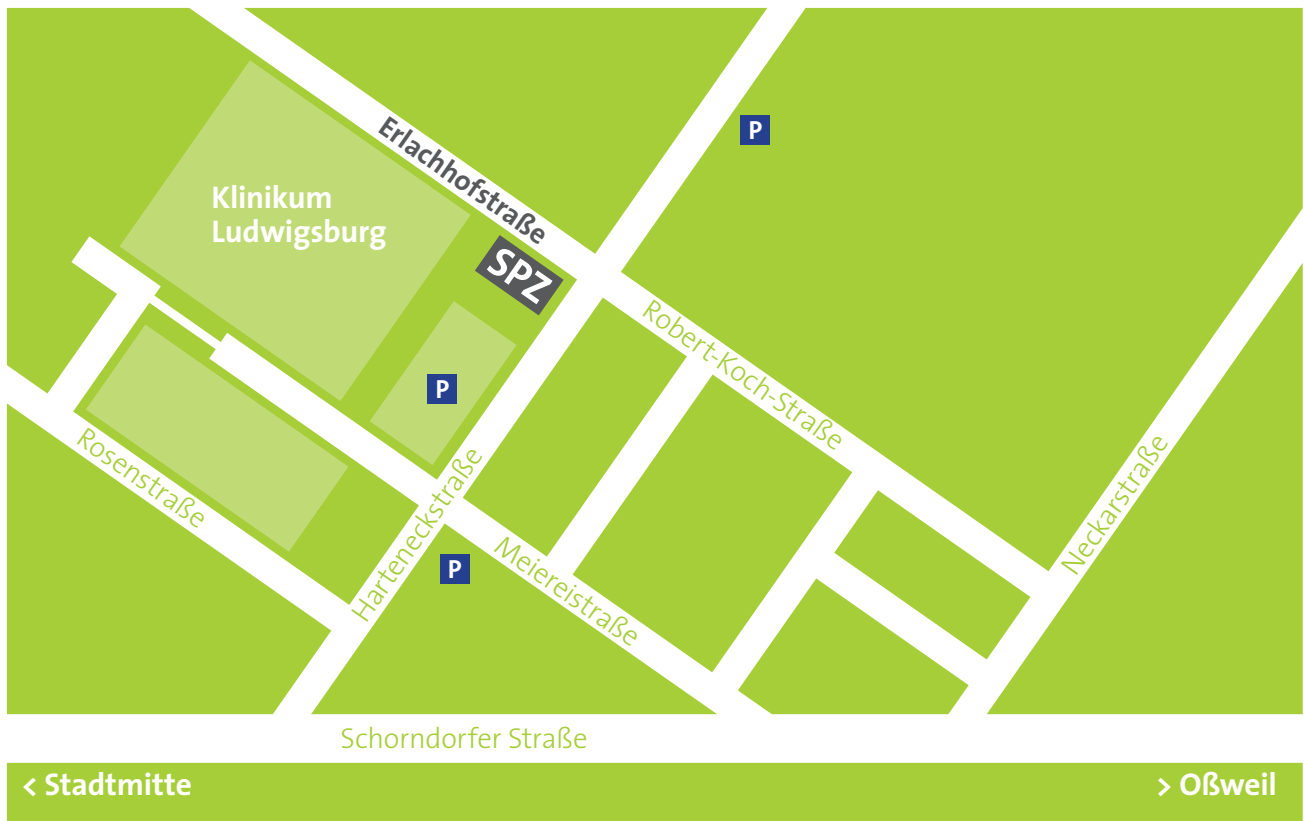 P
Erlachhofstraße
Klinikum
Ludwigsburg
SPZ
Robert-Koch-Straße
P
Rosenstraße
Harteneckstraße
Neckarstraße
P
Meiereistraße
Schorndorfer Straße
< Stadtmitte
> Oßweil